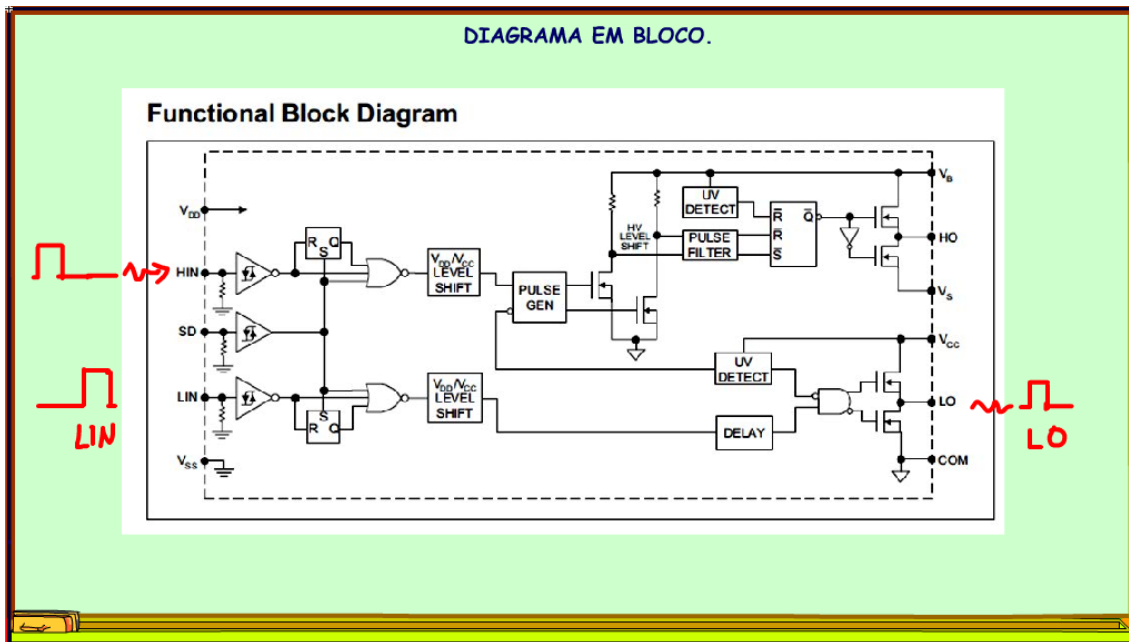 DIAGRAMA EM BLOCO.
Functional Block Diagram
VDD
HIN
SD
LIN
VSS
R Q
S
VDD/VCC
LEVEL
SHIFT
PULSE
GEN
HV
LEVEL
SHIFT
UV
DETECT
PULSE
FILTER
R̅ Q̅
R̅
S̅
VB
HO
VS
S
R Q
VDD/VCC
LEVEL
SHIFT
UV
DETECT
DELAY
VCC
LO
COM
LIN
LO